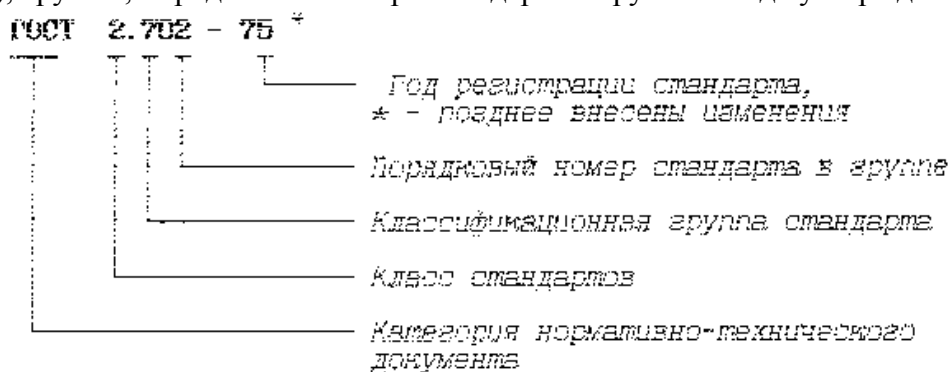 ГОСТ 2.702 - 75 *
Год регистрации стандарта,
* - позднее внесены изменения
Порядковый номер стандарта в группе
Классификационная группа стандарта
Класс стандартов
Категория нормативно-технического
документа